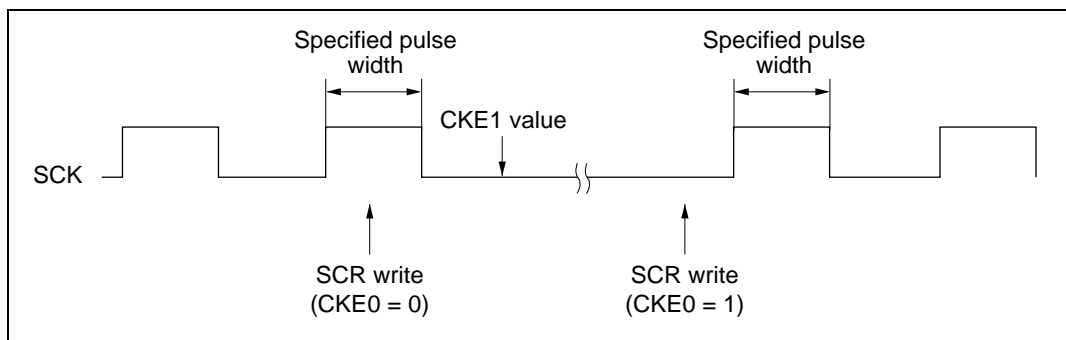 Specified pulse
width
Specified pulse
width
CKE1 value
SCK
SCR write
(CKE0 = 0)
SCR write
(CKE0 = 1)